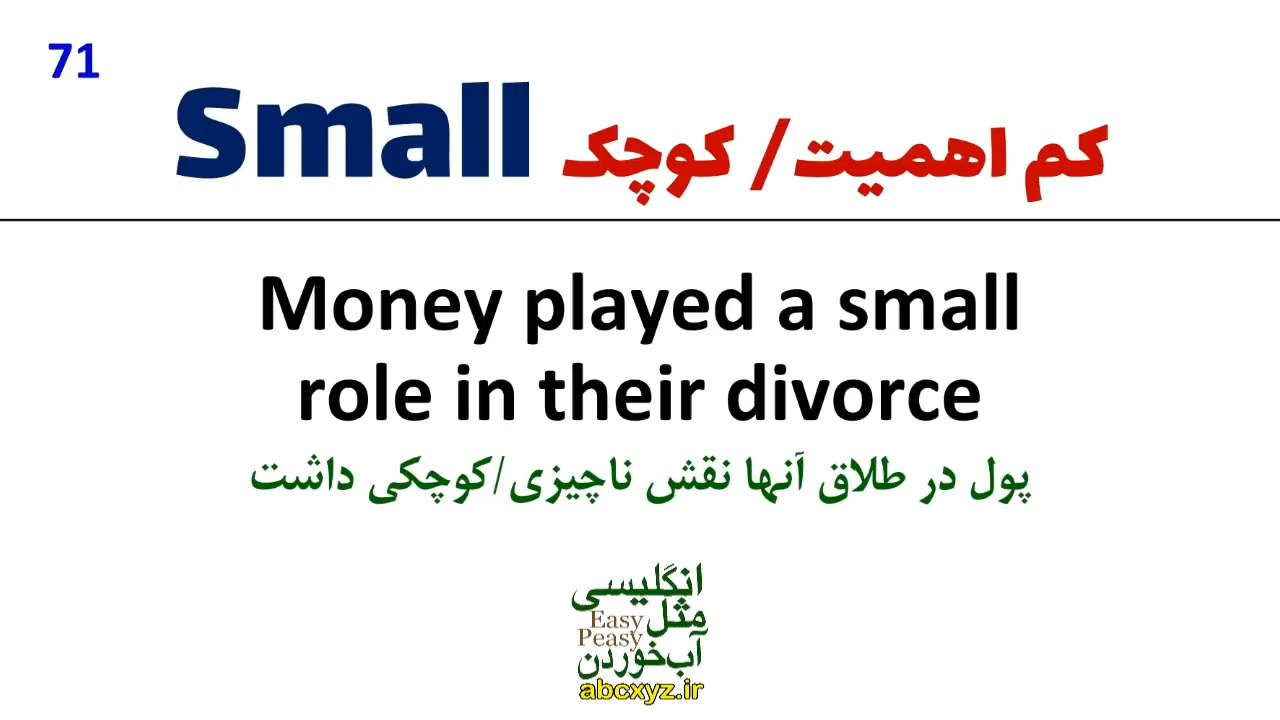 71
Small کم اهمیت/ کوچک
Money played a small
role in their divorce
پول در طلاق آنها نقش ناچیزی/کوچکی داشت
انگلیسی
مثل Easy
Peasy
آب‌خوردن
abcxyz.ir